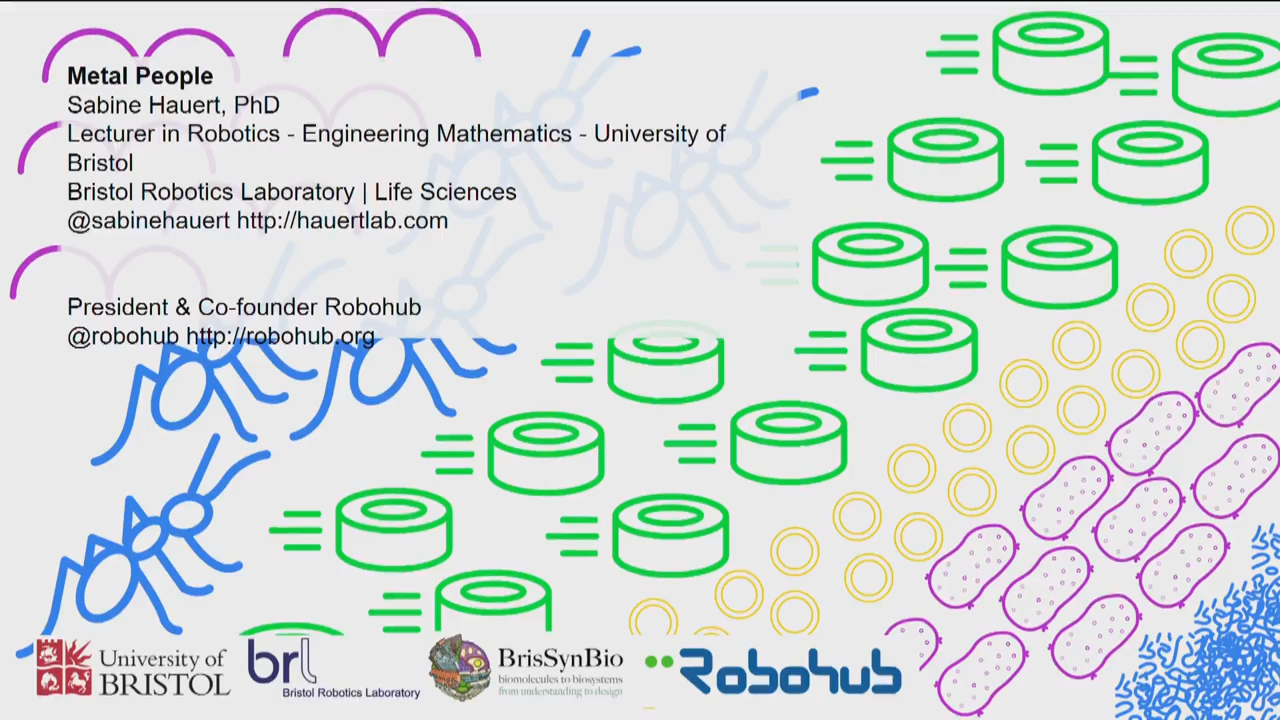 Metal People
Sabine Hauert, PhD
Lecturer in Robotics - Engineering Mathematics - University of
Bristol
Bristol Robotics Laboratory | Life Sciences
@sabinehauert http://hauertlab.com
President & Co-founder Robohub
@robohub http://robohub.org
University of
BRISTOL
brl
Bristol Robotics Laboratory
BrisSynBio
biomolecules to biosystems
from understanding to design
Robohub